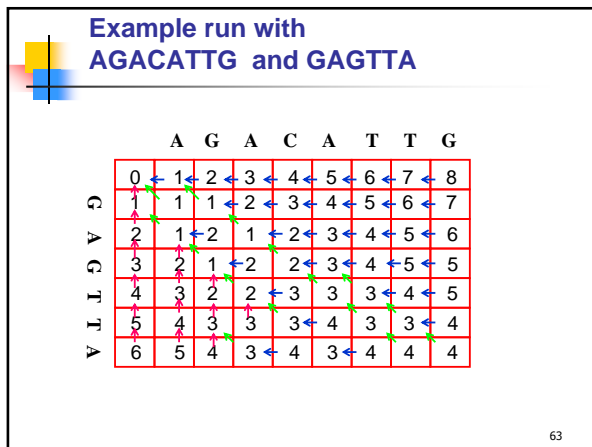 Example run with
AGACATTG and GAGTTA
A G A C A T T G
0 1 2 3 4 5 6 7 8
G 1 1 1 2 3 4 5 6 7
A 2 1 2 1 2 3 4 5 6
G 3 2 1 2 2 3 4 5 5
T 4 3 2 2 3 3 3 4 5
T 5 4 3 3 3 4 3 3 4
A 6 5 4 3 4 3 4 4 4
63